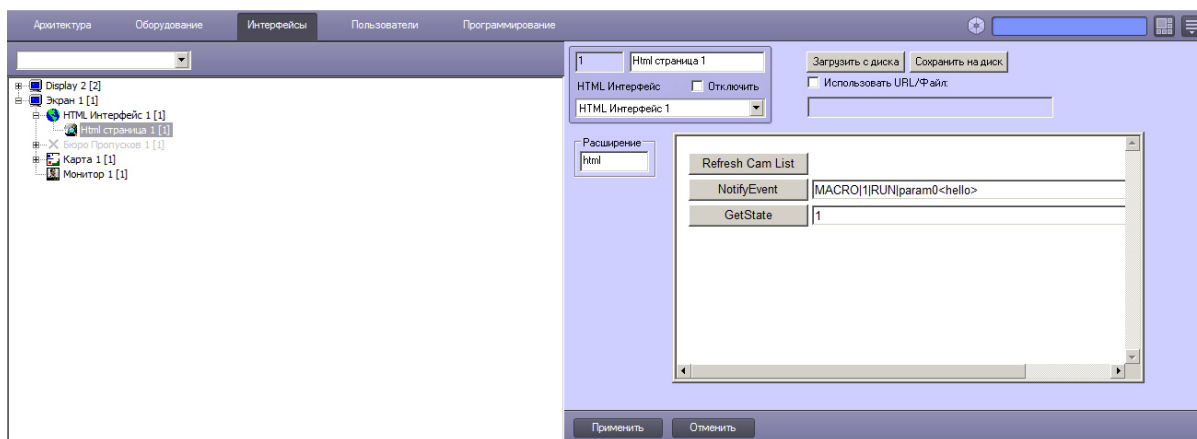 Архитектура Оборудование Интерфейсы Пользователи Программирование
Display 2 [2]
Экран 1 [1]
HTML Интерфейс 1 [1]
Html страница 1 [1]
Бюро Пропусков 1 [1]
Карта 1 [1]
Монитор 1 [1]
1 Html страница 1
HTML Интерфейс Отключить
HTML Интерфейс 1
Загрузить с диска Сохранить на диск
Использовать URL/Файл:
Расширение
html
Refresh Cam List
NotifyEvent MACRO|1|RUN|param0<hello>
GetState 1
Применить Отменить